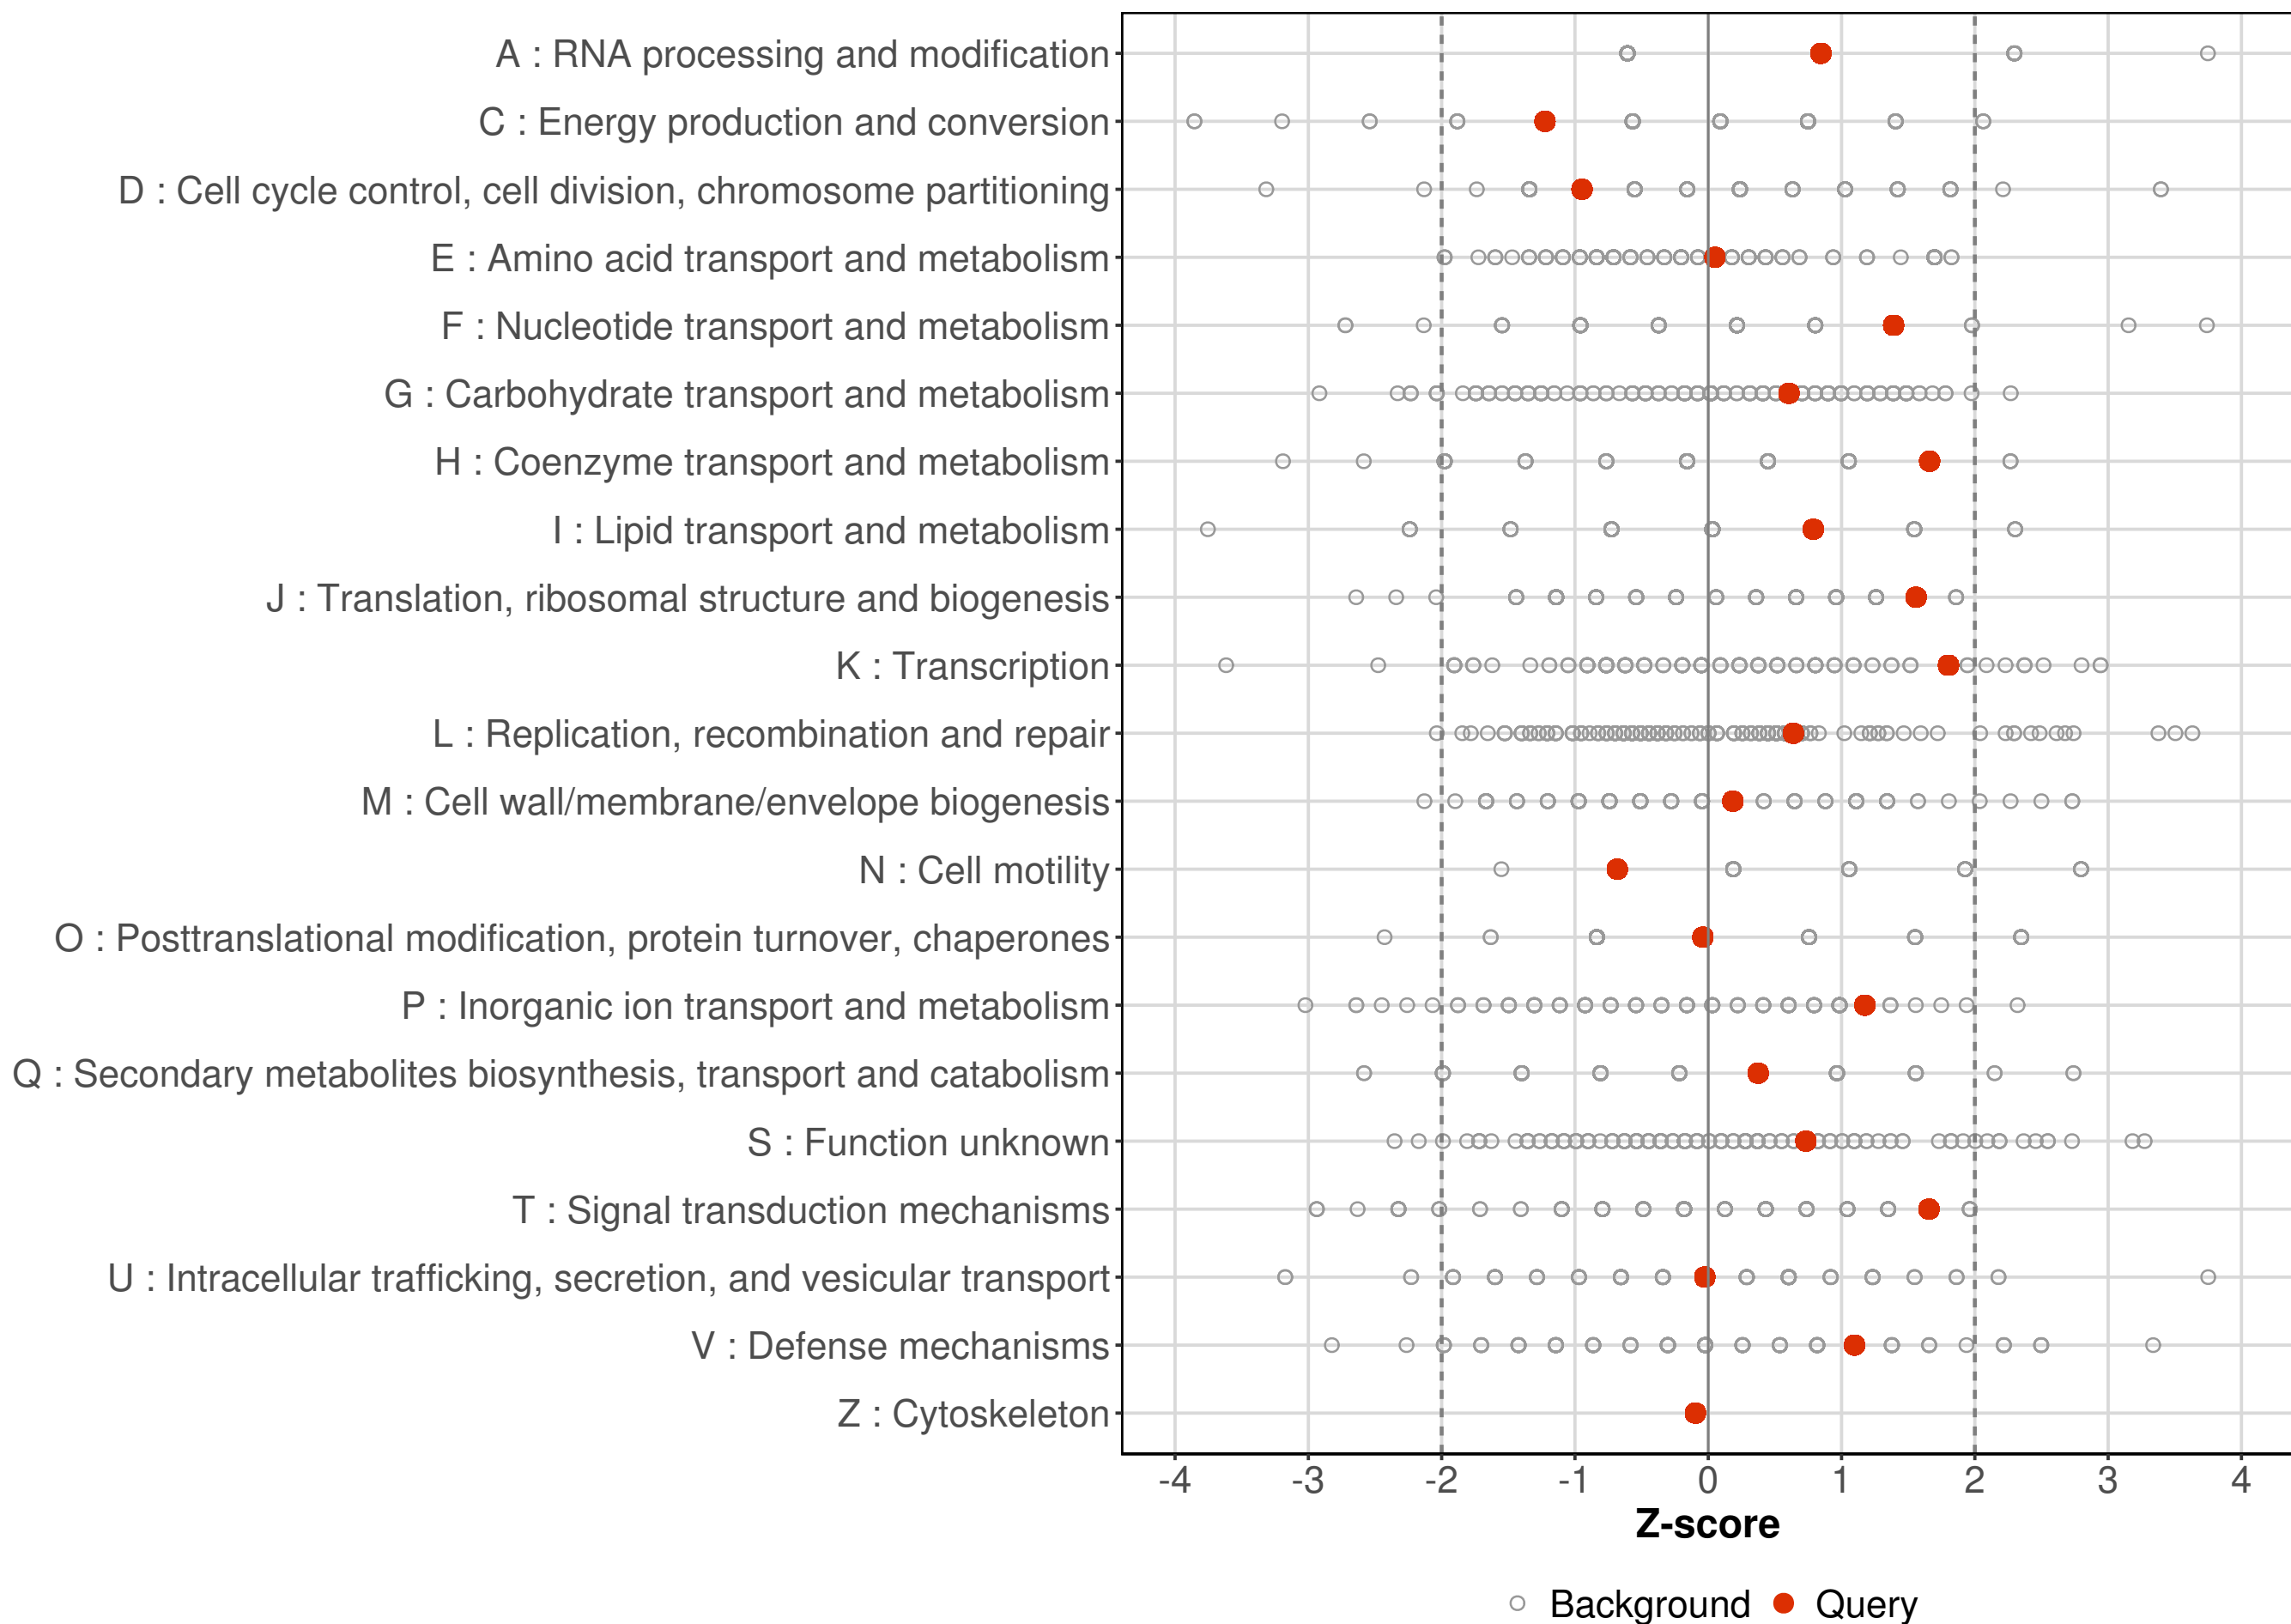 A : RNA processing and modification
C : Energy production and conversion
D : Cell cycle control, cell division, chromosome partitioning
E : Amino acid transport and metabolism
F : Nucleotide transport and metabolism
G : Carbohydrate transport and metabolism
H : Coenzyme transport and metabolism
I : Lipid transport and metabolism
J : Translation, ribosomal structure and biogenesis
K : Transcription
L : Replication, recombination and repair
M : Cell wall/membrane/envelope biogenesis
N : Cell motility
O : Posttranslational modification, protein turnover, chaperones
P : Inorganic ion transport and metabolism
Q : Secondary metabolites biosynthesis, transport and catabolism
S : Function unknown
T : Signal transduction mechanisms
U : Intracellular trafficking, secretion, and vesicular transport
V : Defense mechanisms
Z : Cytoskeleton
-4 -3 -2 -1 0 1 2 3 4
Z-score
Background Query